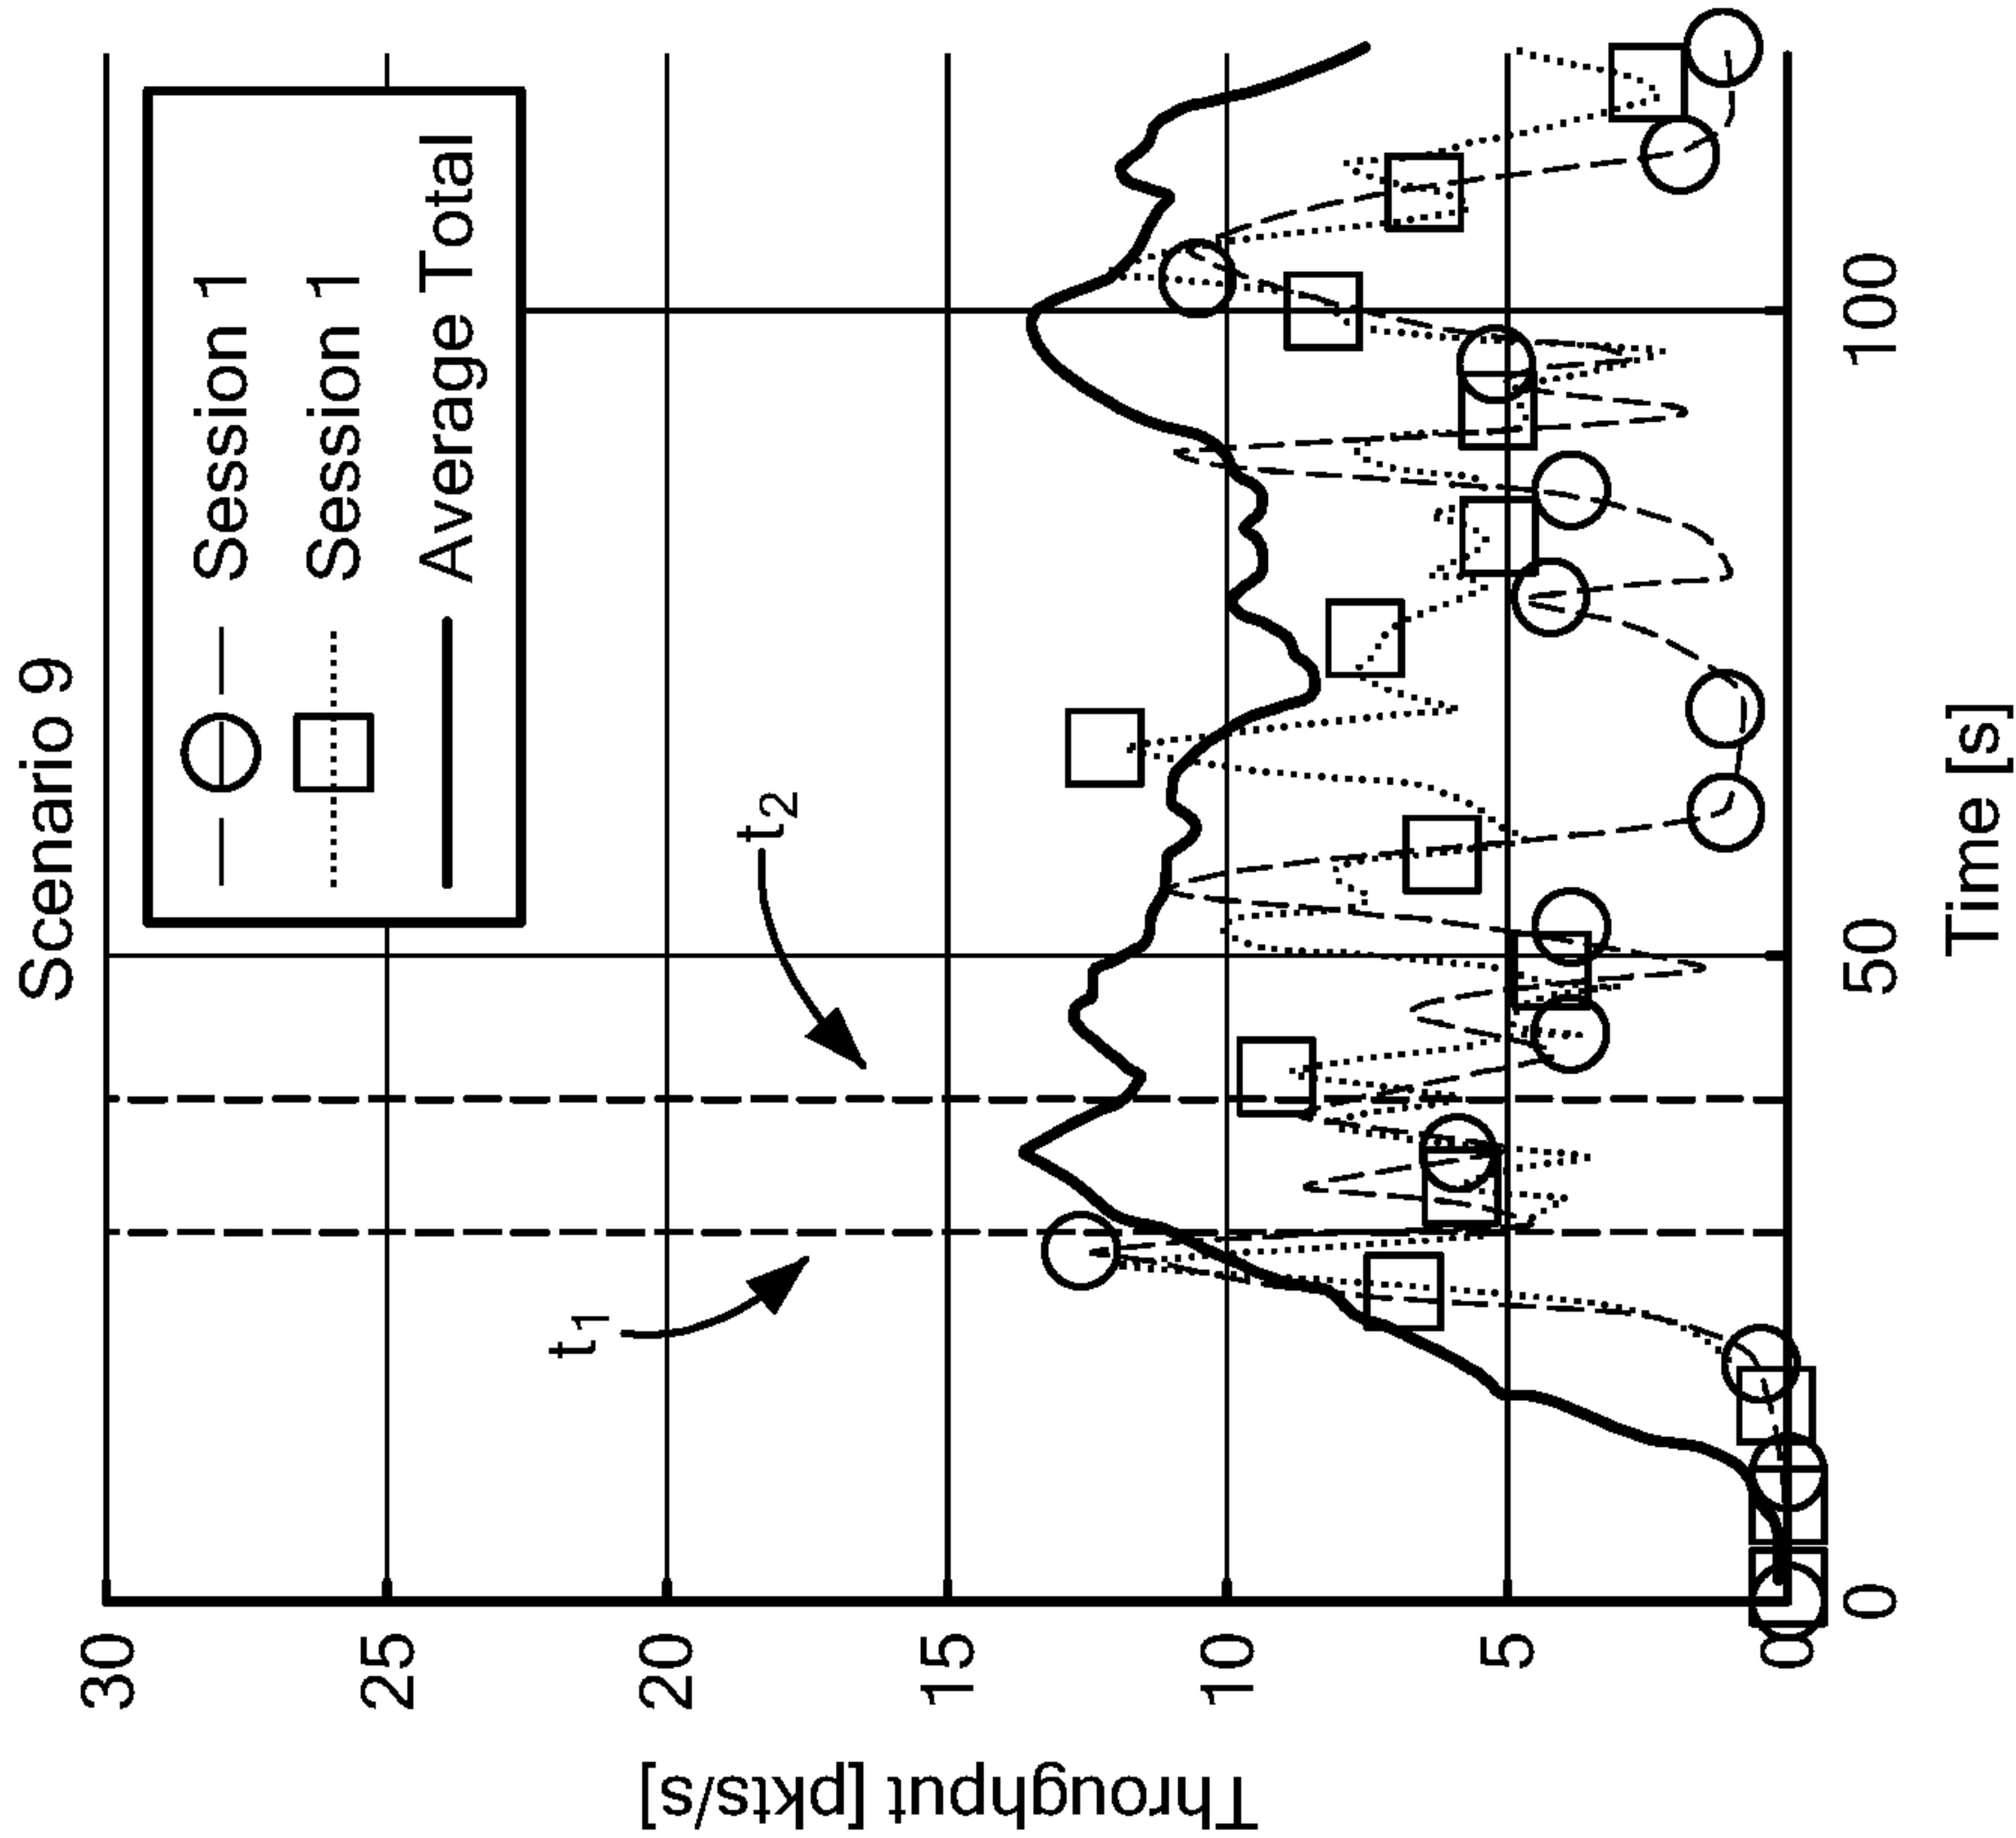 Scenario 9
Session 1
Session 1
Average Total
t1
t2
30
25
20
15
10
5
0
0
50
100
Throughput [pkts/s]
Time [s]